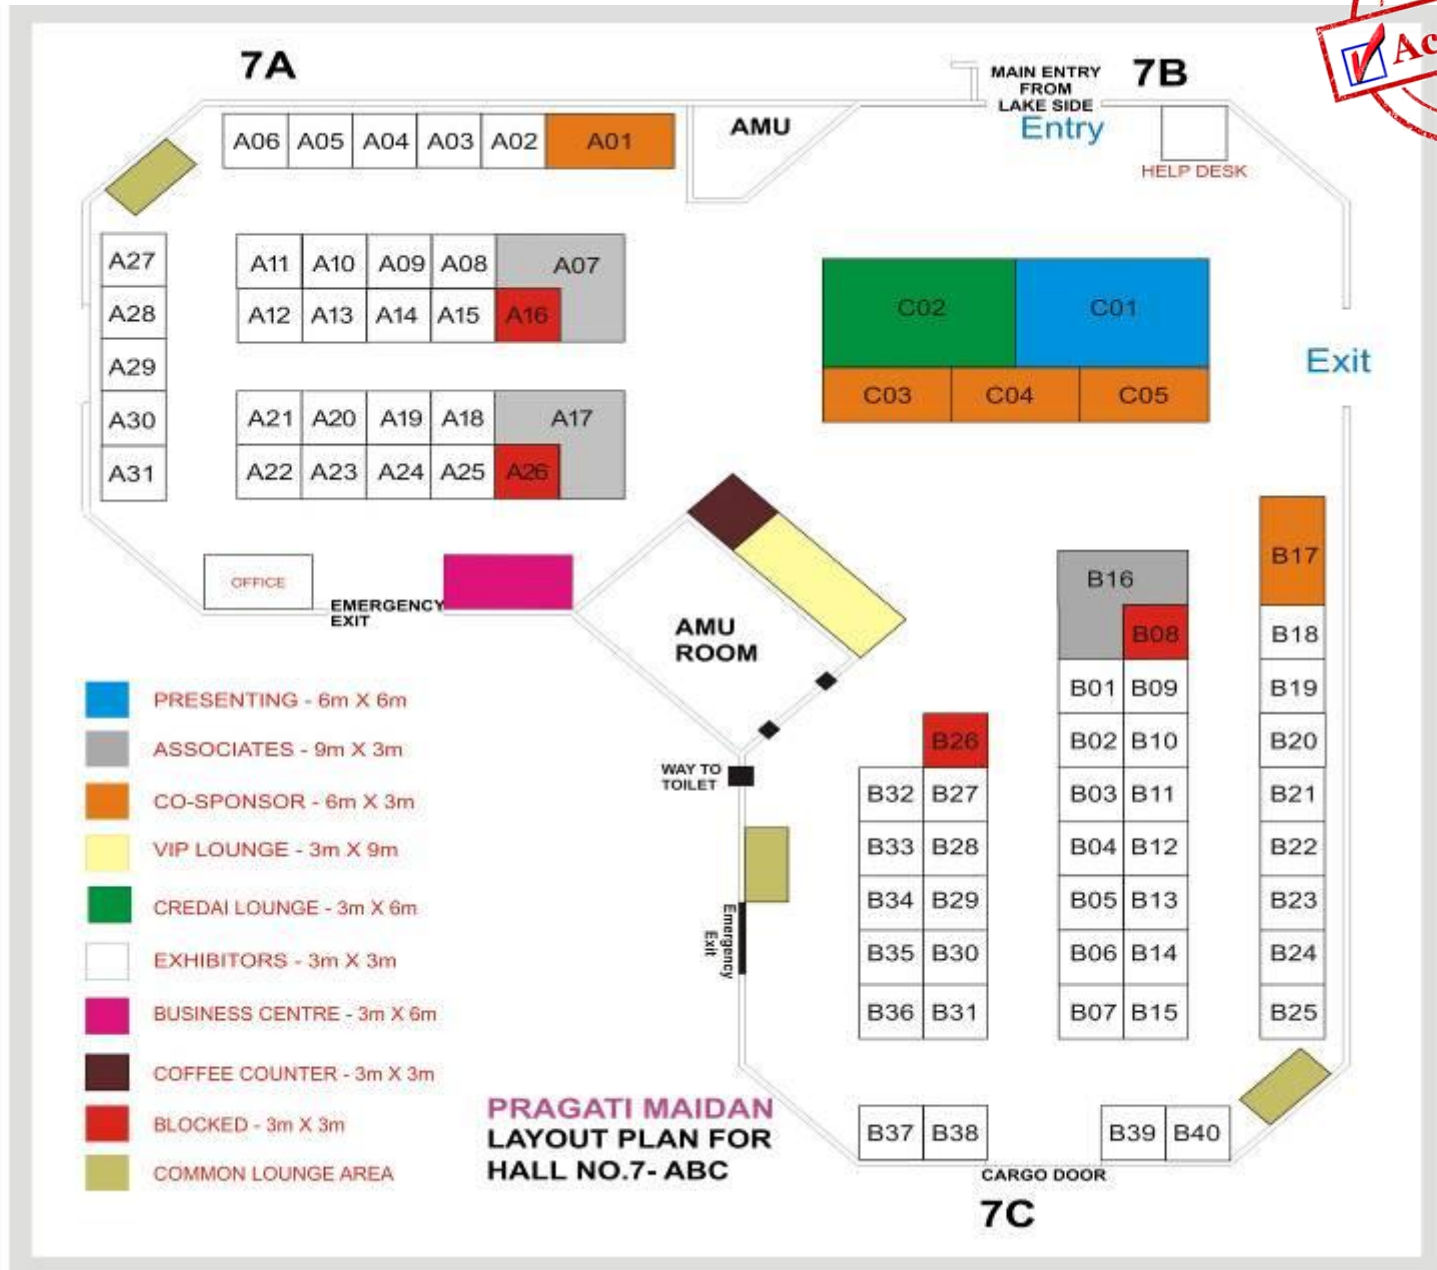 7A
MAIN ENTRY
FROM
LAKE SIDE
7B
Entry
HELP DESK
AMU
A06 A05 A04 A03 A02 A01
A27
A28
A29
A30
A31
A11 A10 A09 A08 A07
A12 A13 A14 A15 A16
A21 A20 A19 A18 A17
A22 A23 A24 A25 A26
C02 C01
C03 C04 C05
Exit
OFFICE
EMERGENCY
EXIT
AMU
ROOM
WAY TO
TOILET
Emergency
Exit
B16
B08
B01 B09
B02 B10
B03 B11
B04 B12
B05 B13
B06 B14
B07 B15
B17
B18
B19
B20
B21
B22
B23
B24
B25
B26
B32 B27
B33 B28
B34 B29
B35 B30
B36 B31
B37 B38
B39 B40
CARGO DOOR
7C
PRESENTING - 6m X 6m
ASSOCIATES - 9m X 3m
CO-SPONSOR - 6m X 3m
VIP LOUNGE - 3m X 9m
CREDAI LOUNGE - 3m X 6m
EXHIBITORS - 3m X 3m
BUSINESS CENTRE - 3m X 6m
COFFEE COUNTER - 3m X 3m
BLOCKED - 3m X 3m
COMMON LOUNGE AREA
PRAGATI MAIDAN
LAYOUT PLAN FOR
HALL NO.7- ABC